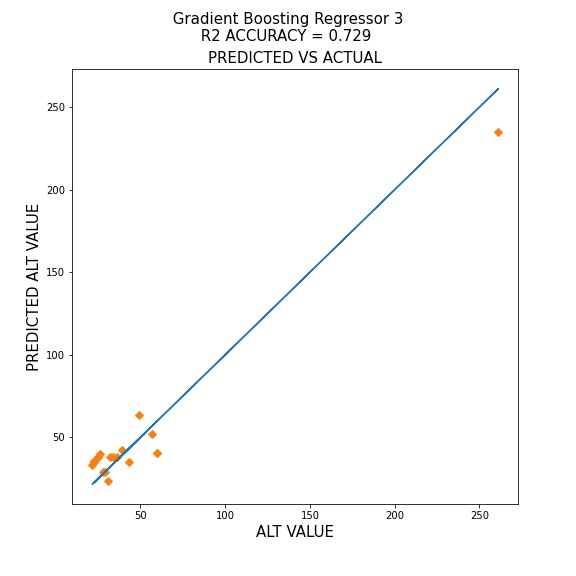 Gradient Boosting Regressor 3
R2 ACCURACY = 0.729
PREDICTED VS ACTUAL
250
200
150
100
50
PREDICTED ALT VALUE
50 100 150 200 250
ALT VALUE